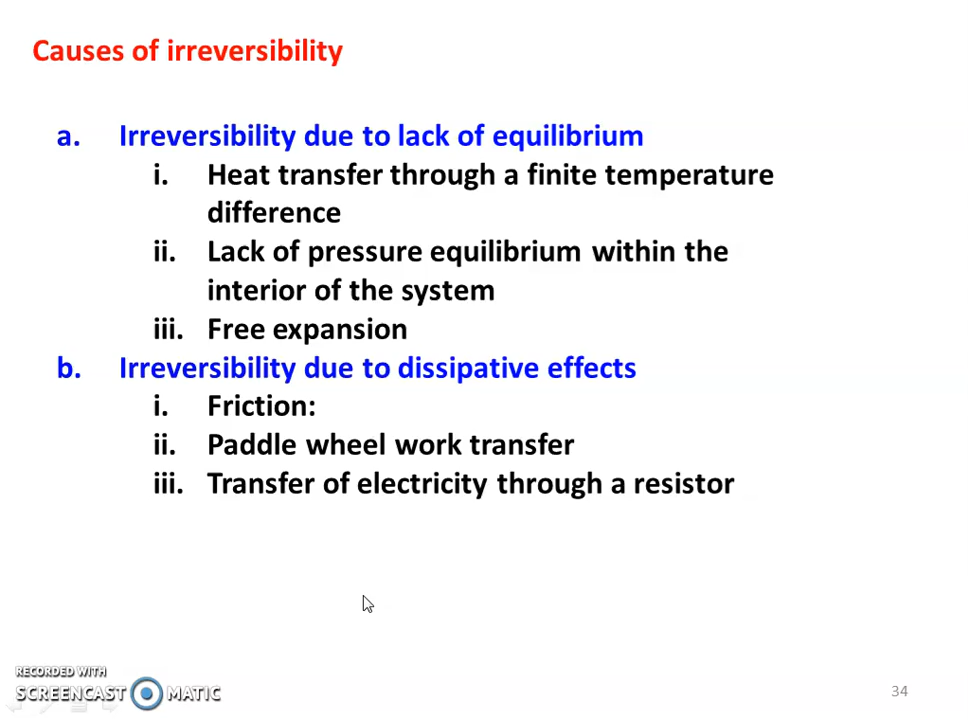 Causes of irreversibility
a. Irreversibility due to lack of equilibrium
i. Heat transfer through a finite temperature
difference
ii. Lack of pressure equilibrium within the
interior of the system
iii. Free expansion
b. Irreversibility due to dissipative effects
i. Friction:
ii. Paddle wheel work transfer
iii. Transfer of electricity through a resistor
RECORDED WITH
SCREENCAST MATIC
34